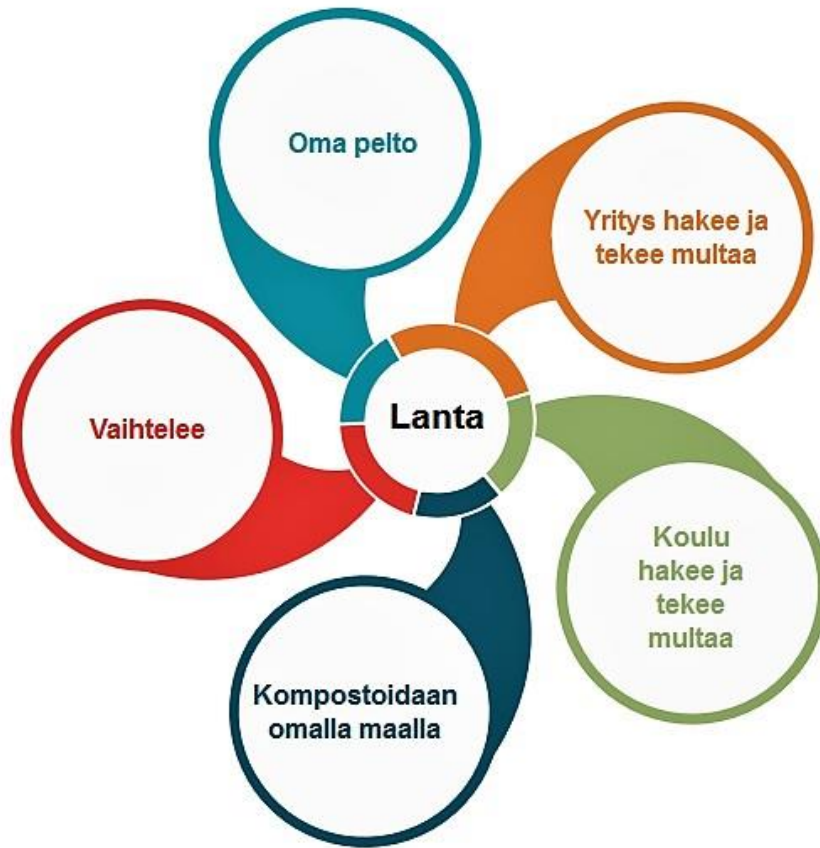 Oma pelto
Yritys hakee ja
tekee multaa
Vaihtelee
Lanta
Koulu
hakee ja
tekee
multaa
Kompostoidaan
omalla maalla